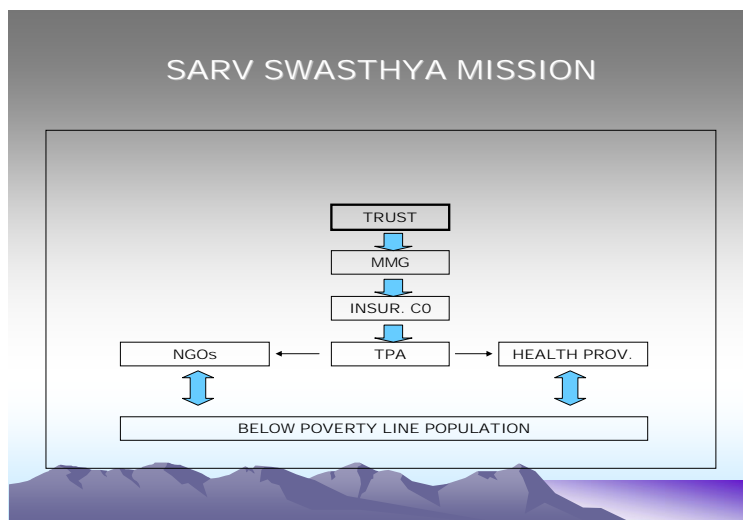 SARV SWASTHYA MISSION
TRUST
MMG
INSUR. C0
NGOs
TPA
HEALTH PROV.
BELOW POVERTY LINE POPULATION